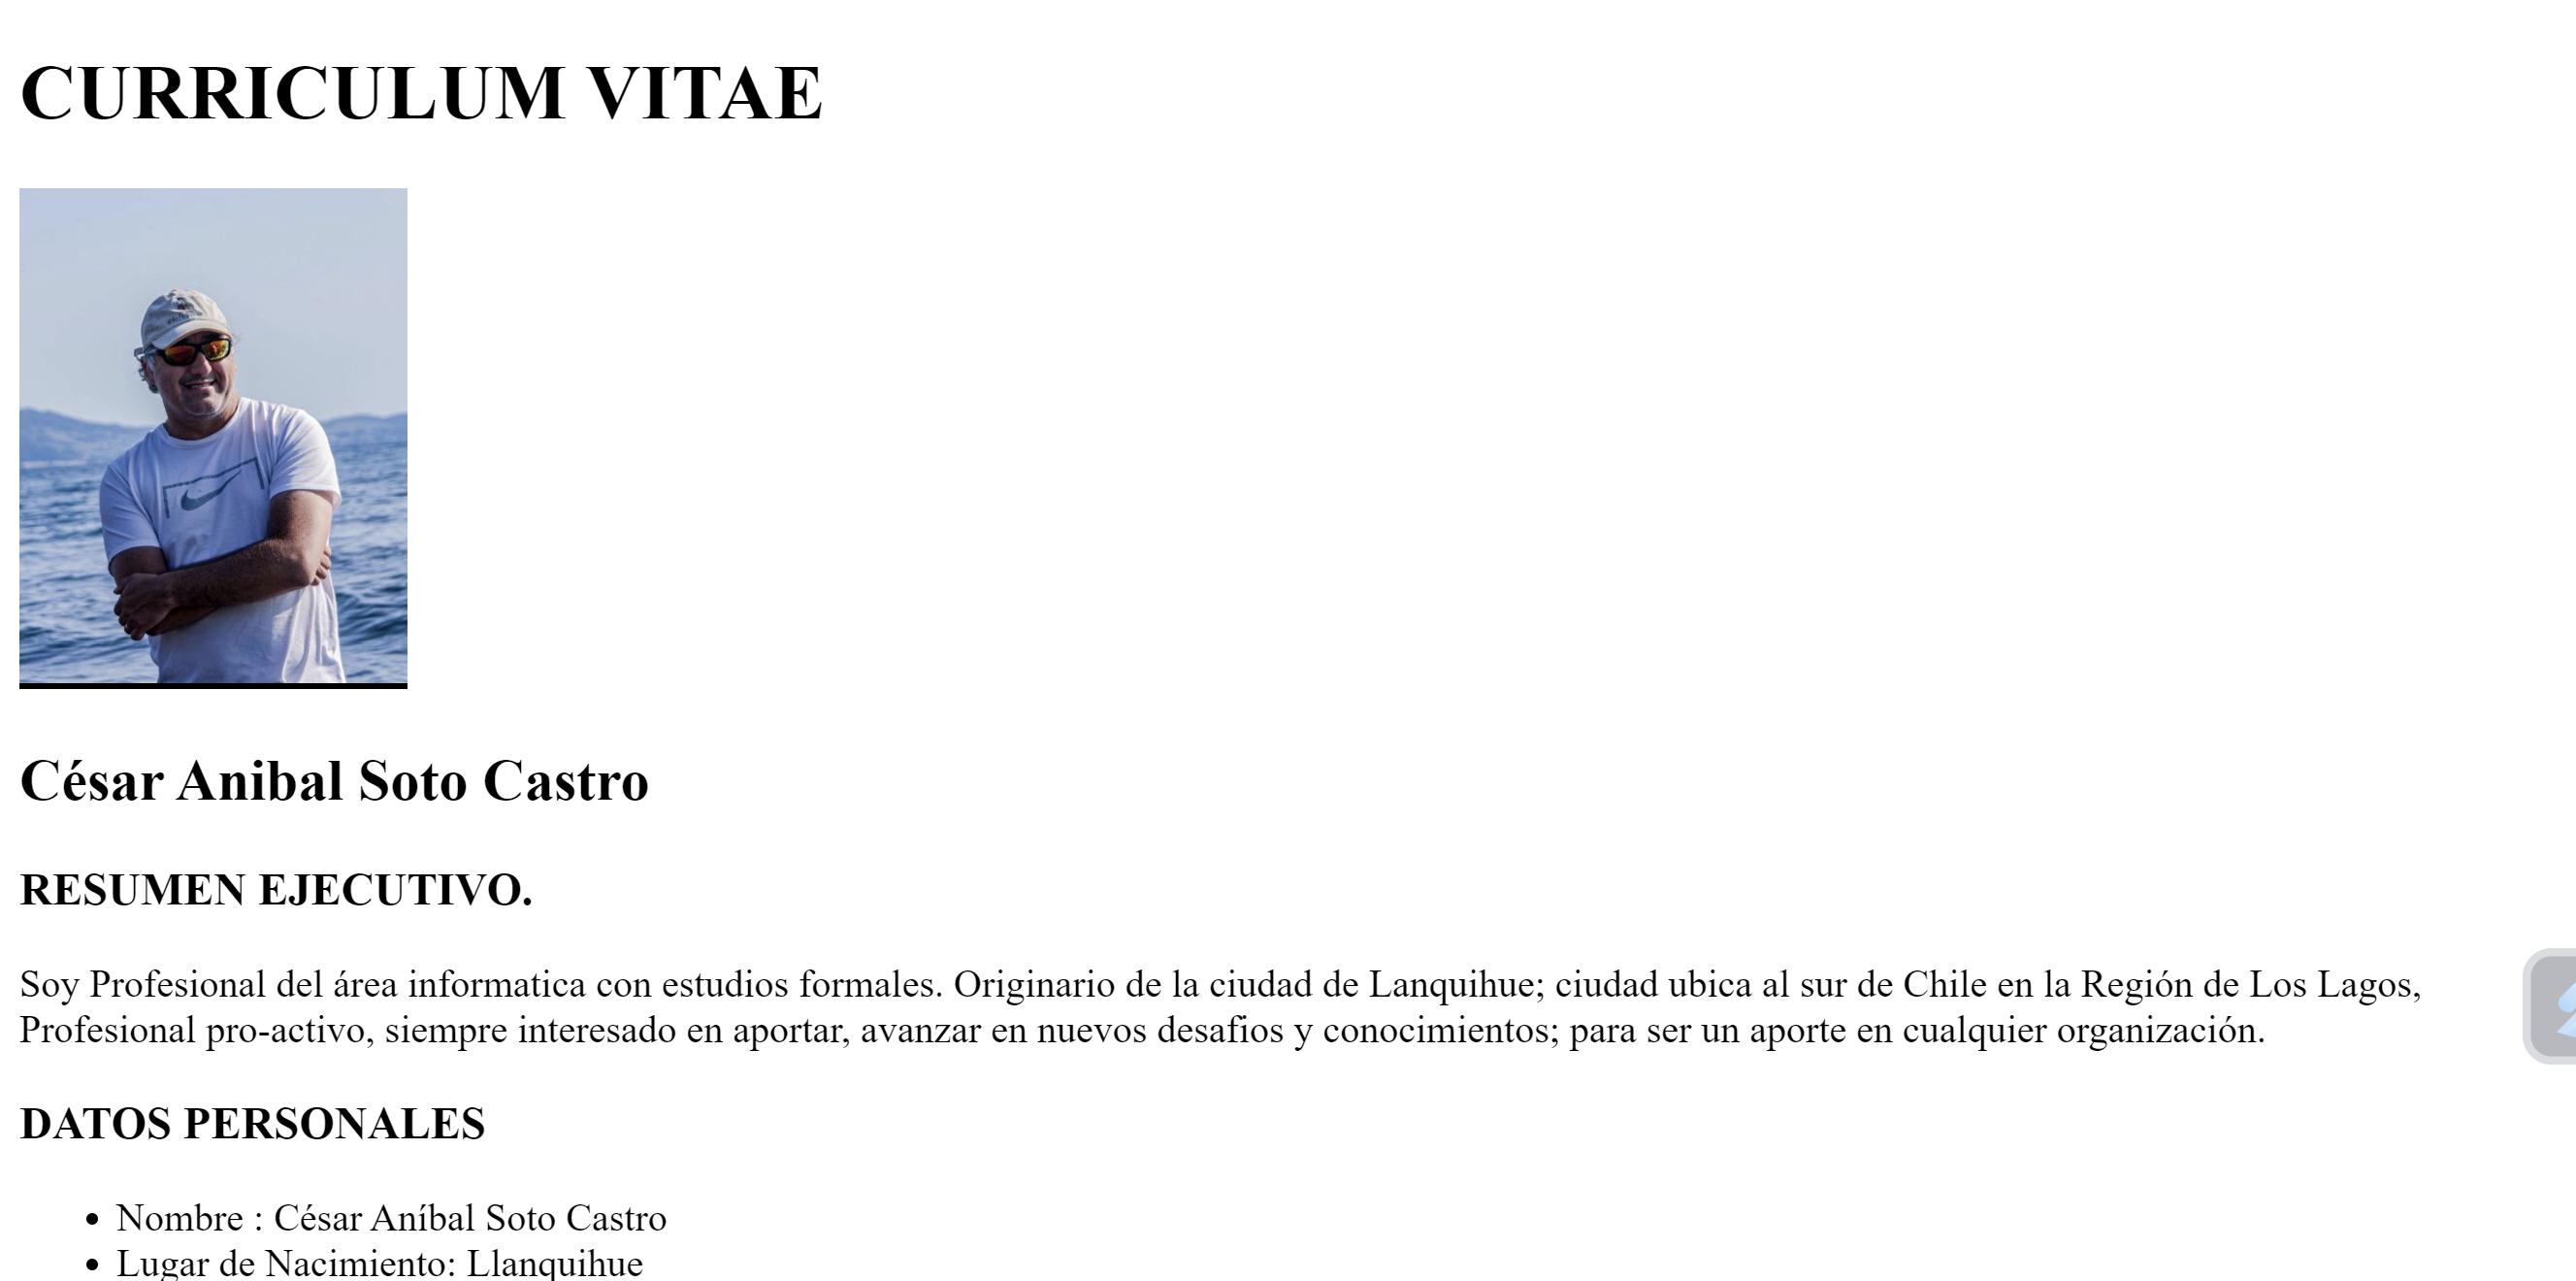 CURRICULUM VITAE
César Anibal Soto Castro
RESUMEN EJECUTIVO.
Soy Profesional del área informatica con estudios formales. Originario de la ciudad de Lanquihue; ciudad ubica al sur de Chile en la Región de Los Lagos,
Profesional pro-activo, siempre interesado en aportar, avanzar en nuevos desafios y conocimientos; para ser un aporte en cualquier organización.
DATOS PERSONALES
• Nombre : César Aníbal Soto Castro
• Lugar de Nacimiento: Llanquihue